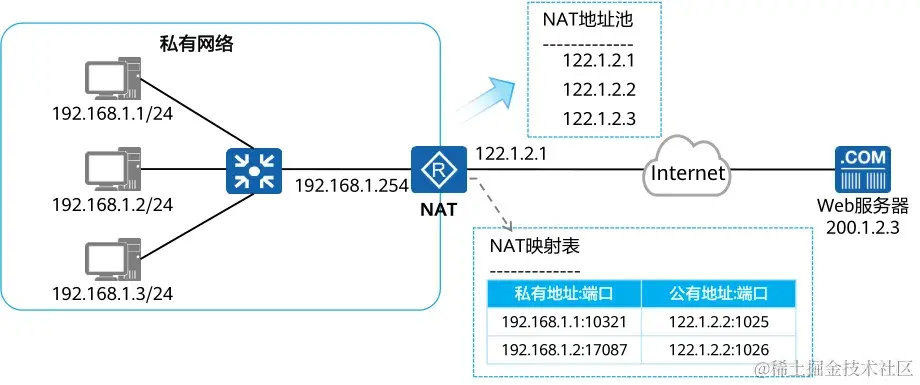 私有网络
192.168.1.1/24
192.168.1.2/24
192.168.1.3/24
192.168.1.254
R
NAT
122.1.2.1
NAT地址池
-------------
122.1.2.1
122.1.2.2
122.1.2.3
Internet
.COM
Web服务器
200.1.2.3
NAT映射表
-------------
私有地址:端口 公有地址:端口
192.168.1.1:10321 122.1.2.2:1025
192.168.1.2:17087 122.1.2.2:1026
@稀土掘金技术社区